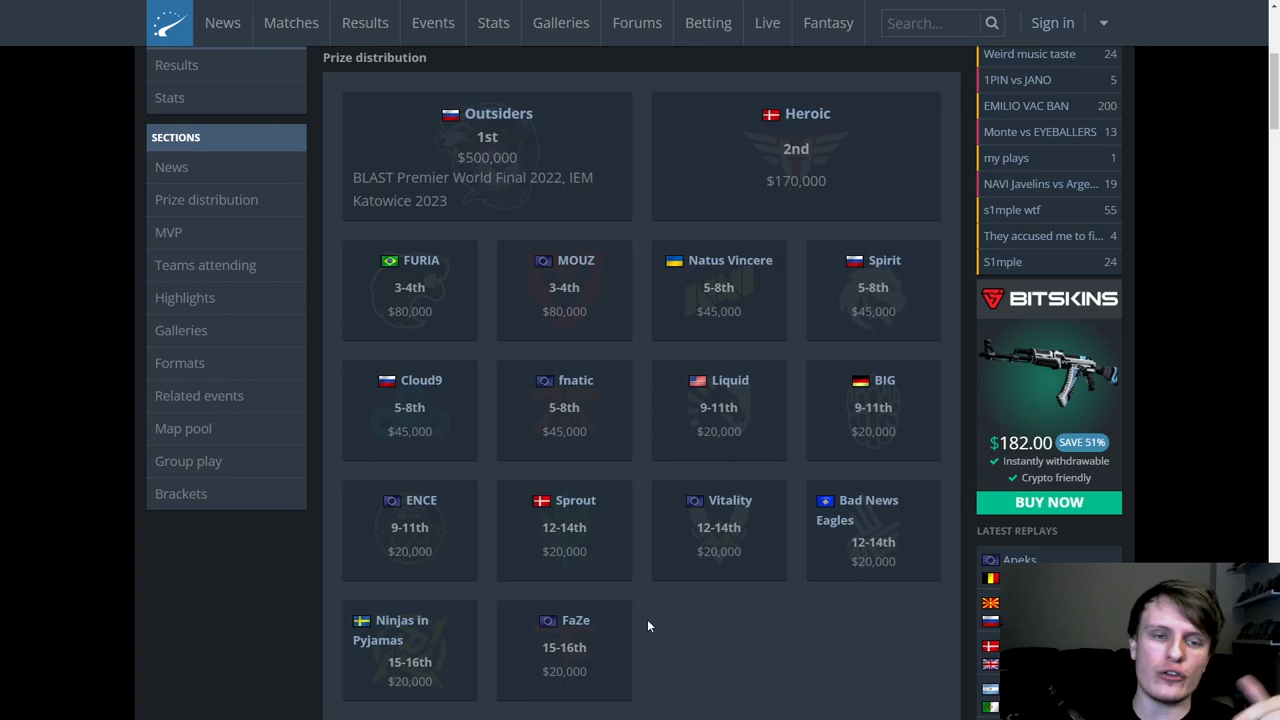 News
Matches
Results
Events
Stats
Galleries
Forums
Betting
Live
Fantasy
Search...
Sign in
Results
Stats
SECTIONS
News
Prize distribution
MVP
Teams attending
Highlights
Galleries
Formats
Related events
Map pool
Group play
Brackets
Prize distribution
Outsiders
1st
$500,000
BLAST Premier World Final 2022, IEM
Katowice 2023
Heroic
2nd
$170,000
FURIA
3-4th
$80,000
MOUZ
3-4th
$80,000
Natus Vincere
5-8th
$45,000
Spirit
5-8th
$45,000
Cloud9
5-8th
$45,000
fnatic
5-8th
$45,000
Liquid
9-11th
$20,000
BIG
9-11th
$20,000
ENCE
9-11th
$20,000
Sprout
12-14th
$20,000
Vitality
12-14th
$20,000
Bad News
Eagles
12-14th
$20,000
Ninjas in
Pyjamas
15-16th
$20,000
FaZe
15-16th
$20,000
Weird music taste 24
1PIN vs JANO 5
EMILIO VAC BAN 200
Monte vs EYEBALLERS 13
my plays 1
NAVI Javelins vs Arge... 19
s1mple wtf 55
They accused me to fi... 4
S1mple 24
BITSKINS
$182.00 SAVE 51%
Instantly withdrawable
Crypto friendly
BUY NOW
LATEST REPLAYS
Apeks